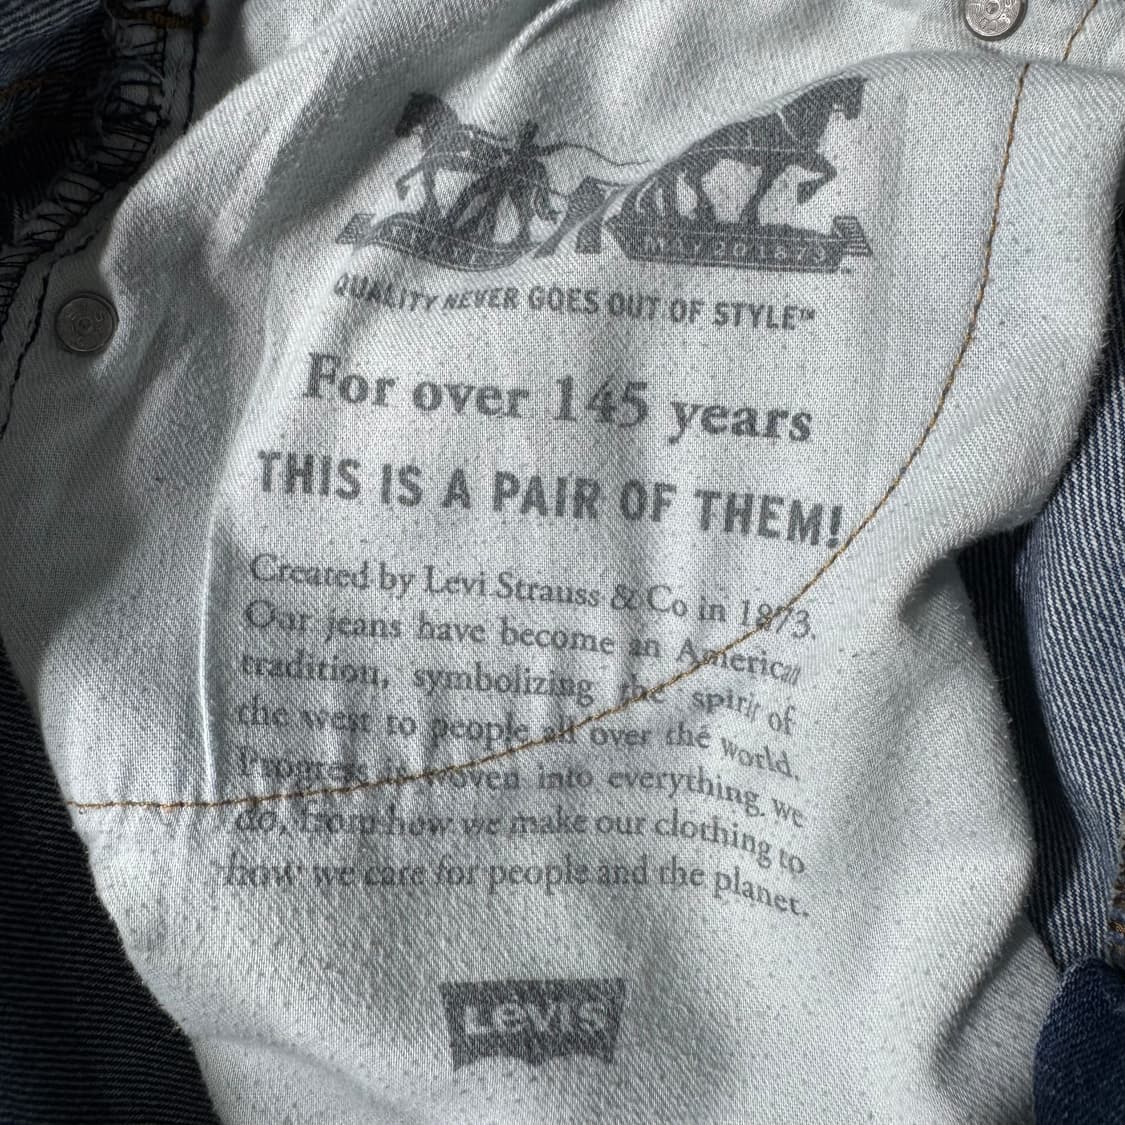 MAY 20 1873
QUALITY NEVER GOES OUT OF STYLE™
For over 145 years
THIS IS A PAIR OF THEM!
Created by Levi Strauss & Co in 1873.
Our jeans have become an American
tradition, symbolizing the spirit of
the west to people all over the world.
Progress is woven into everything we
do, from how we make our clothing to
how we care for people and the planet.
LEVI'S